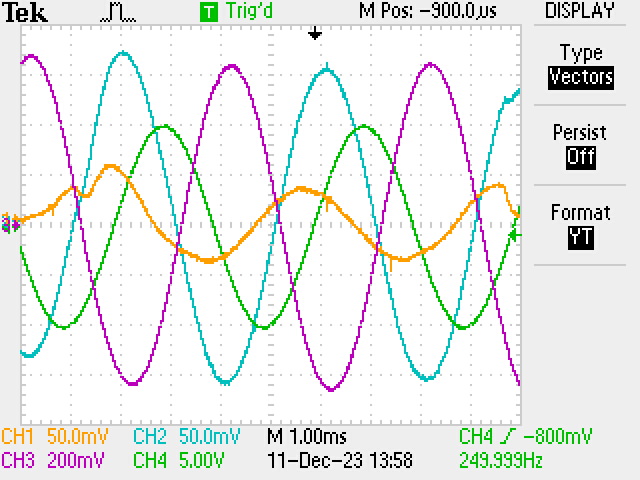 Tek T Trig'd M Pos: -900.0µs DISPLAY
Type
Vectors
Persist
Off
Format
YT
CH1 50.0mV CH2 50.0mV M 1.00ms CH4 -800mV
CH3 200mV CH4 5.00V 11-Dec-23 13:58 249.999Hz